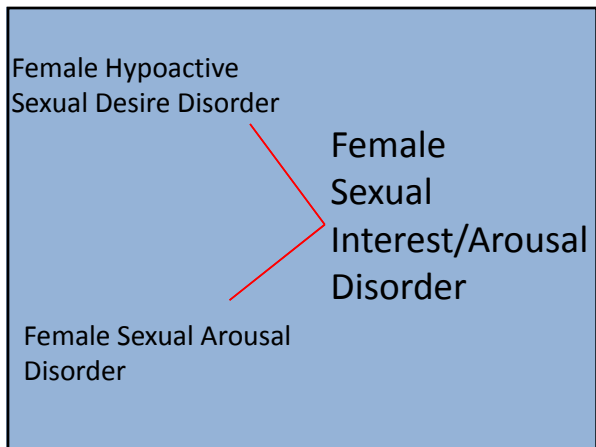 Female Hypoactive
Sexual Desire Disorder
Female
Sexual
Interest/Arousal
Disorder
Female Sexual Arousal
Disorder